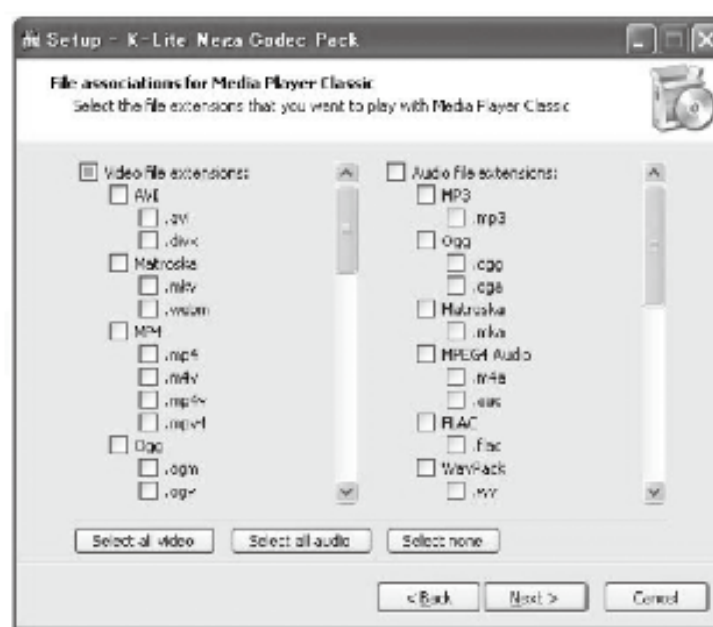 Setup - K-Lite Mega Codec Pack
File associations for Media Player Classic
Select the file extensions that you want to play with Media Player Classic
Video file extensions:
AVI
.avi
.divx
Matroska
.mkv
.webm
MP4
.mp4
.m4v
.mp4v
.mpv4
Ogg
.ogm
.ogv
Audio file extensions:
MP3
.mp3
Ogg
.ogg
.oga
Matroska
.mka
MPEG4 Audio
.m4a
.aac
FLAC
.flac
WavPack
.wv
Select all video
Select all audio
Select none
< Back
Next >
Cancel